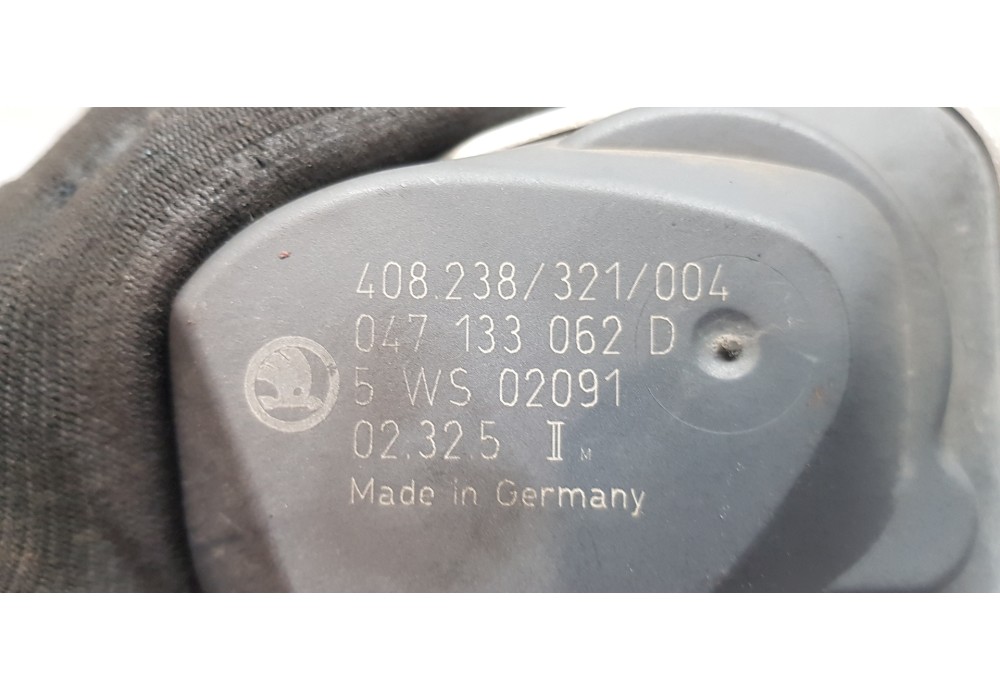 408.238/321/004
047 133 062 D
5 WS 02091
02.32.5 II M
Made in Germany